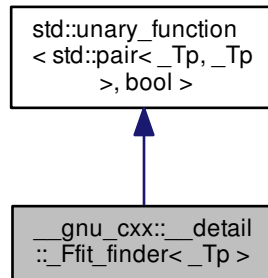 std::unary_function
< std::pair< _Tp, _Tp
>, bool >
__gnu_cxx::__detail
::_Ffit_finder< _Tp >